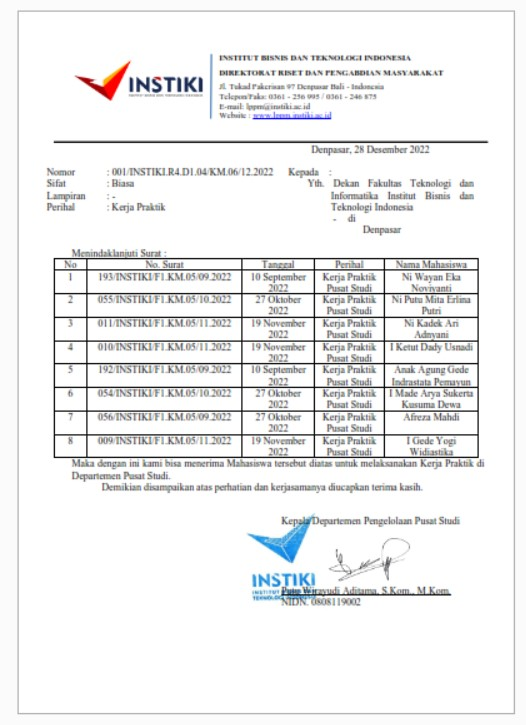 INSTIKI
INSTITUT BISNIS DAN TEKNOLOGI INDONESIA
INSTITUT BISNIS DAN TEKNOLOGI INDONESIA
DIREKTORAT RISET DAN PENGABDIAN MASYARAKAT
Jl. Tukad Pakerisan 97 Denpasar Bali - Indonesia
Telepon/Faks: 0361 - 256 995 / 0361 - 246 875
E-mail: lppm@instiki.ac.id
Website : www.lppm.instiki.ac.id
Denpasar, 28 Desember 2022
Nomor : 001/INSTIKI.R4.D1.04/KM.06/12.2022
Sifat : Biasa
Lampiran : -
Perihal : Kerja Praktik
Kepada :
Yth. Dekan Fakultas Teknologi dan
Informatika Institut Bisnis dan
Teknologi Indonesia
- di
Denpasar
Menindaklanjuti Surat :
No No. Surat Tanggal Perihal Nama Mahasiswa
1 193/INSTIKI/F1.KM.05/09.2022 10 September Kerja Praktik Ni Wayan Eka
2022 Pusat Studi Noviyanti
2 055/INSTIKI/F1.KM.05/10.2022 27 Oktober Kerja Praktik Ni Putu Mita Erlina
2022 Pusat Studi Putri
3 011/INSTIKI/F1.KM.05/11.2022 19 November Kerja Praktik Ni Kadek Ari
2022 Pusat Studi Adnyani
4 010/INSTIKI/F1.KM.05/11.2022 19 November Kerja Praktik I Ketut Dady Usnadi
2022 Pusat Studi
5 192/INSTIKI/F1.KM.05/09.2022 10 September Kerja Praktik Anak Agung Gede
2022 Pusat Studi Indrastata Pemayun
6 054/INSTIKI/F1.KM.05/10.2022 27 Oktober Kerja Praktik I Made Arya Sukerta
2022 Pusat Studi Kusuma Dewa
7 056/INSTIKI/F1.KM.05/09.2022 27 Oktober Kerja Praktik Afreza Mahdi
2022 Pusat Studi
8 009/INSTIKI/F1.KM.05/11.2022 19 November Kerja Praktik I Gede Yogi
2022 Pusat Studi Widiastika
Maka dengan ini kami bisa menerima Mahasiswa tersebut diatas untuk melaksanakan Kerja Praktik di
Departemen Pusat Studi.
Demikian disampaikan atas perhatian dan kerjasamanya diucapkan terima kasih.
Kepala Departemen Pengelolaan Pusat Studi
INSTIKI
Putu Wirayudi Aditama, S.Kom., M.Kom.
NIDN. 0808119002